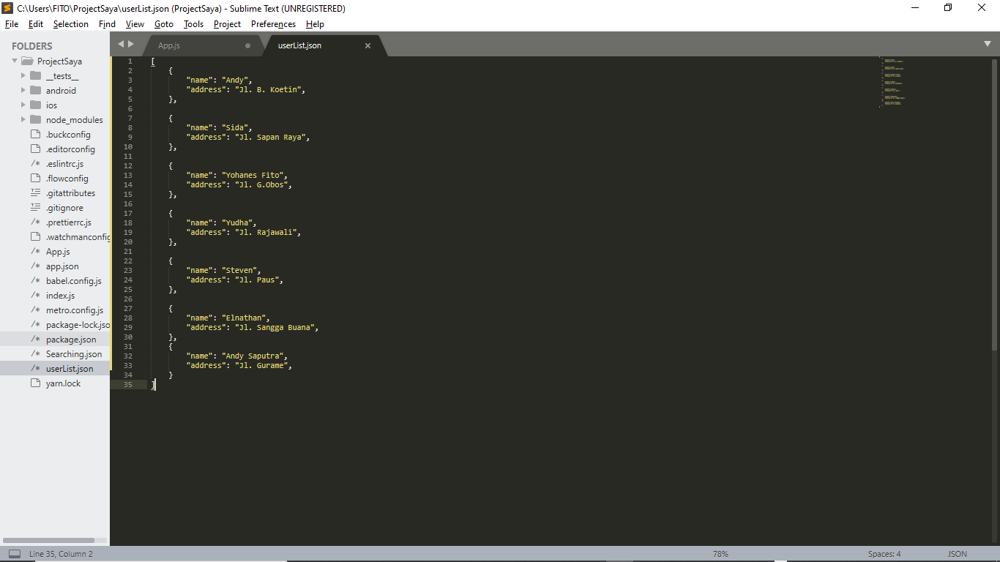 C:\Users\FITO\ProjectSaya\userList.json (ProjectSaya) - Sublime Text (UNREGISTERED)
File Edit Selection Find View Goto Tools Project Preferences Help
FOLDERS
ProjectSaya
__tests__
android
ios
node_modules
.buckconfig
.editorconfig
.eslintrc.js
.flowconfig
.gitattributes
.gitignore
.prettierrc.js
.watchmanconfig
App.js
app.json
babel.config.js
index.js
metro.config.js
package-lock.jso
package.json
Searching.json
userList.json
yarn.lock
App.js userList.json
1 [
2 {
3 "name": "Andy",
4 "address": "Jl. B. Koetin",
5 },
6
7 {
8 "name": "Sida",
9 "address": "Jl. Sapan Raya",
10 },
11
12 {
13 "name": "Yohanes Fito",
14 "address": "Jl. G.Obos",
15 },
16
17 {
18 "name": "Yudha",
19 "address": "Jl. Rajawali",
20 },
21
22 {
23 "name": "Steven",
24 "address": "Jl. Paus",
25 },
26
27 {
28 "name": "Elnathan",
29 "address": "Jl. Sangga Buana",
30 },
31 {
32 "name": "Andy Saputra",
33 "address": "Jl. Gurame",
34 }
35 ]
Line 35, Column 2 78% Spaces: 4 JSON